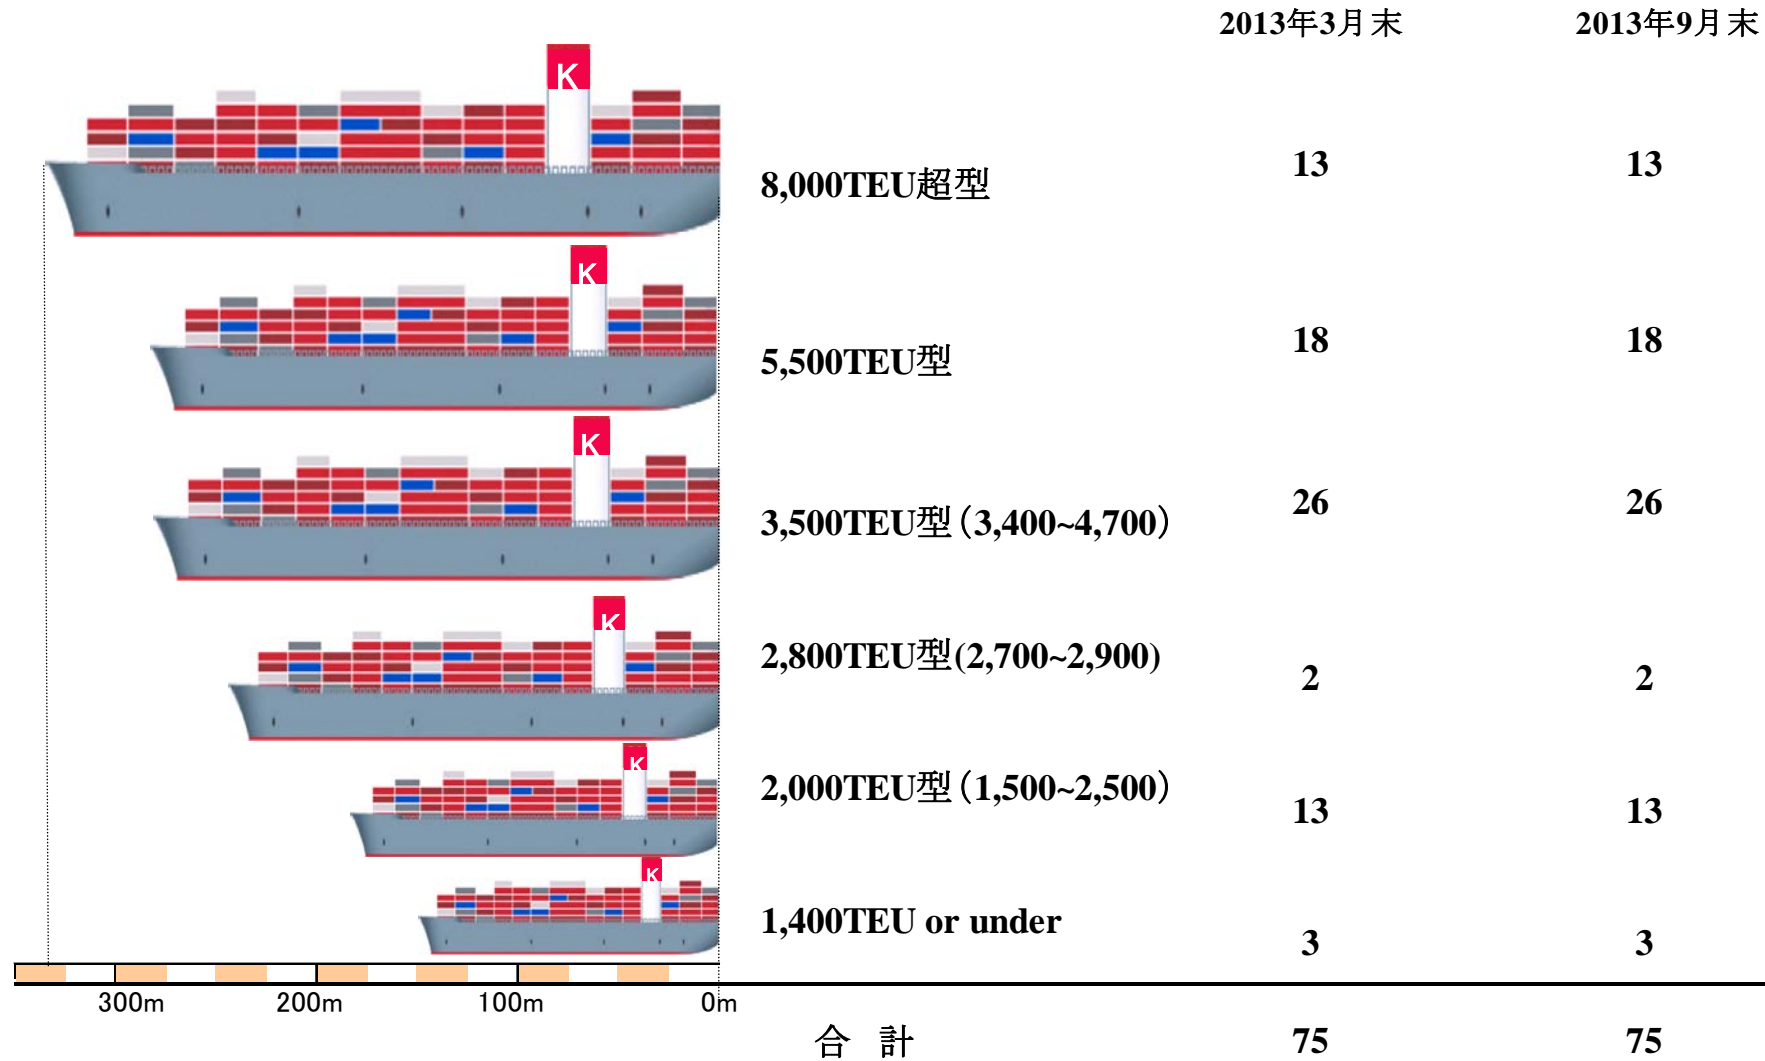 2013年3月末 2013年9月末
K
8,000TEU超型 13 13
K
5,500TEU型 18 18
K
3,500TEU型（3,400~4,700） 26 26
K
2,800TEU型(2,700~2,900) 2 2
K
2,000TEU型（1,500~2,500） 13 13
K
1,400TEU or under 3 3
300m 200m 100m 0m
合 計 75 75